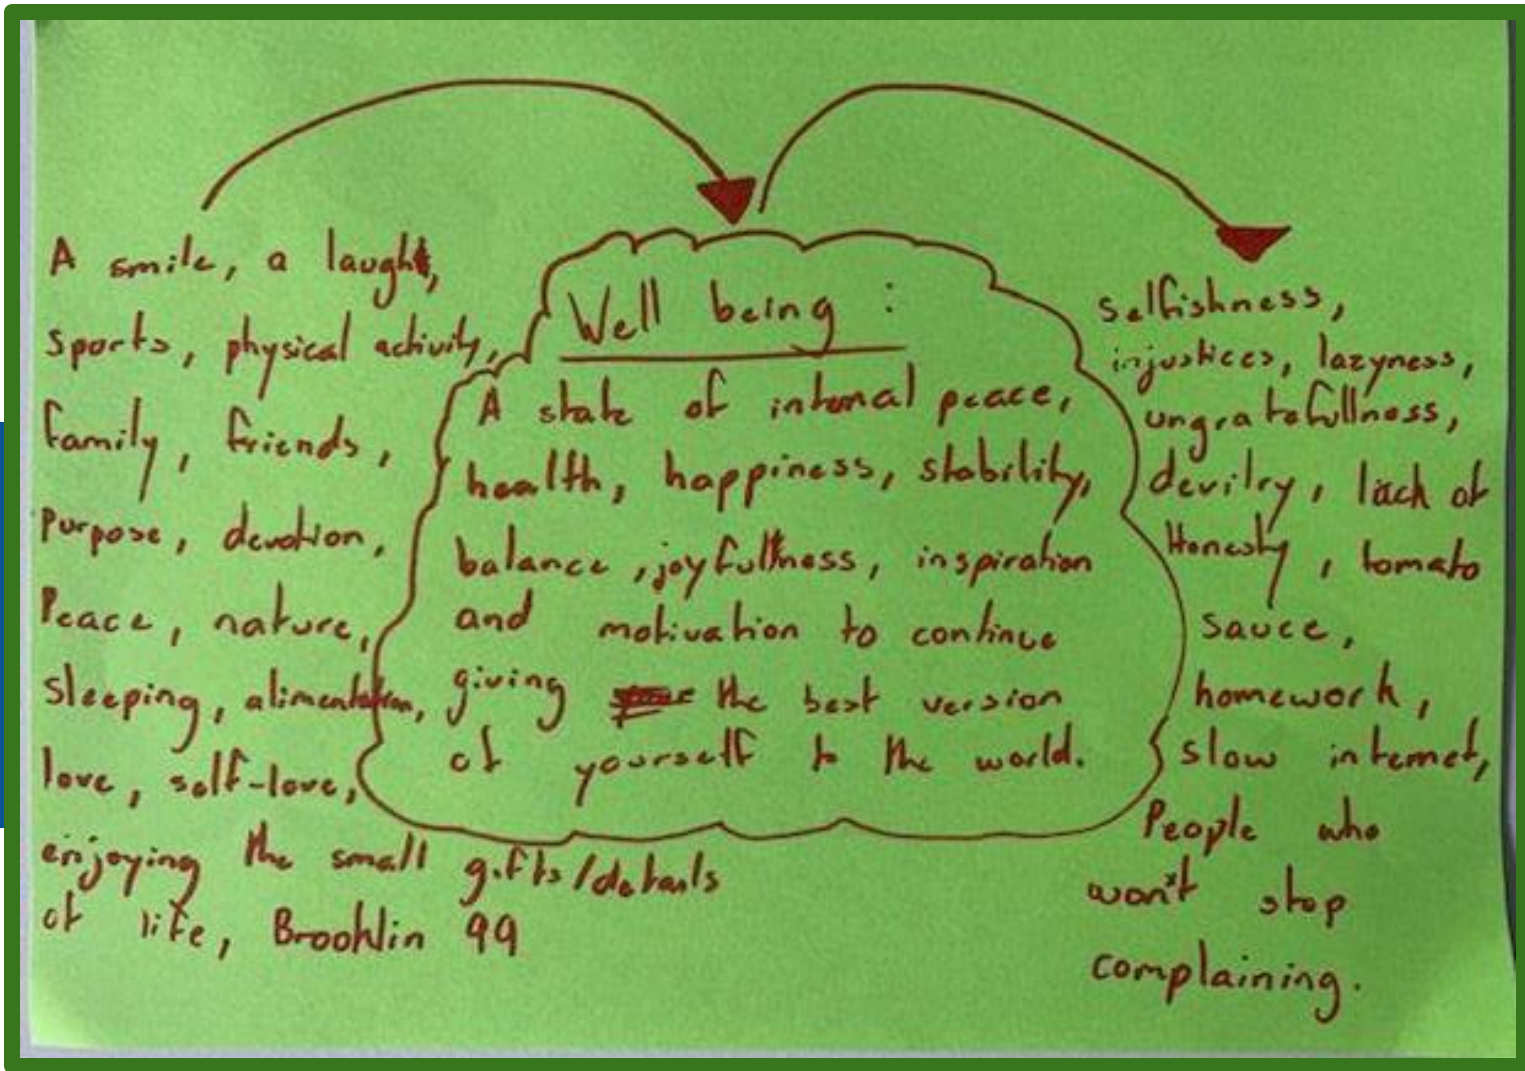 A smile, a laugh,
sports, physical activity,
family, friends,
purpose, devotion,
Peace, nature,
sleeping, alimentation,
love, self-love,
enjoying the small gifts/details
of life, Brooklin 99
Well being :
A state of internal peace,
health, happiness, stability,
balance, joyfullness, inspiration
and motivation to continue
giving the best version
of yourself to the world.
selfishness,
injustices, lazyness,
ungratefullness,
devilry, lack of
Honesty, tomato
sauce,
homework,
slow internet,
People who
won't stop
complaining.